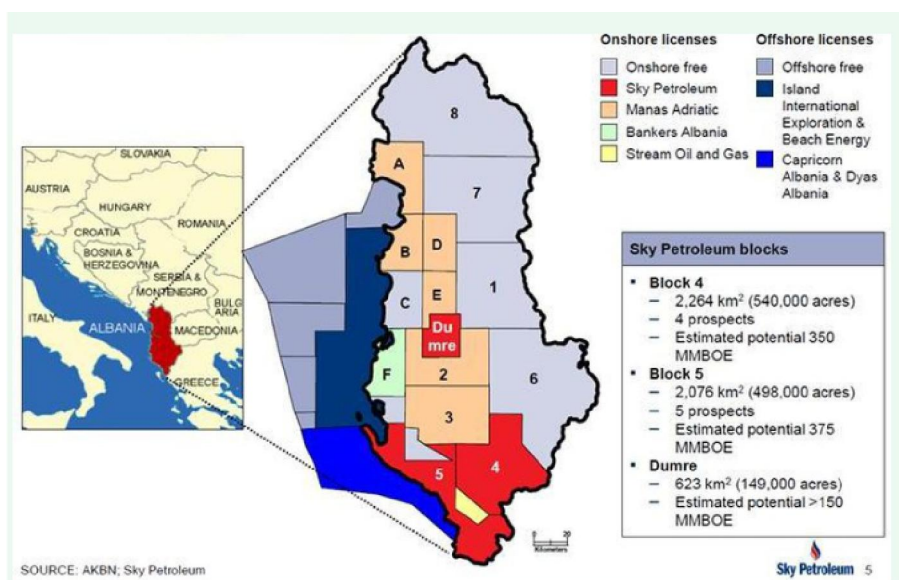 Onshore licenses
Onshore free
Sky Petroleum
Manas Adriatic
Bankers Albania
Stream Oil and Gas
Offshore licenses
Offshore free
Island
International
Exploration &
Beach Energy
Capricorn
Albania & Dyas
Albania
8
A
7
B
D
C
E
1
Du
mre
F
2
6
3
5
4
0
20
Kilometers
SLOVAKIA
AUSTRIA
HUNGARY
ROMANIA
CROATIA
BOSNIA &
HERZEGOVINA
SERBIA &
MONTENEGRO
BULG
ARIA
ITALY
ALBANIA
MACEDONIA
GREECE
Sky Petroleum blocks
▪ Block 4
– 2,264 km² (540,000 acres)
– 4 prospects
– Estimated potential 350
MMBOE
▪ Block 5
– 2,076 km² (498,000 acres)
– 5 prospects
– Estimated potential 375
MMBOE
▪ Dumre
– 623 km² (149,000 acres)
– Estimated potential >150
MMBOE
SOURCE: AKBN; Sky Petroleum
Sky Petroleum 5